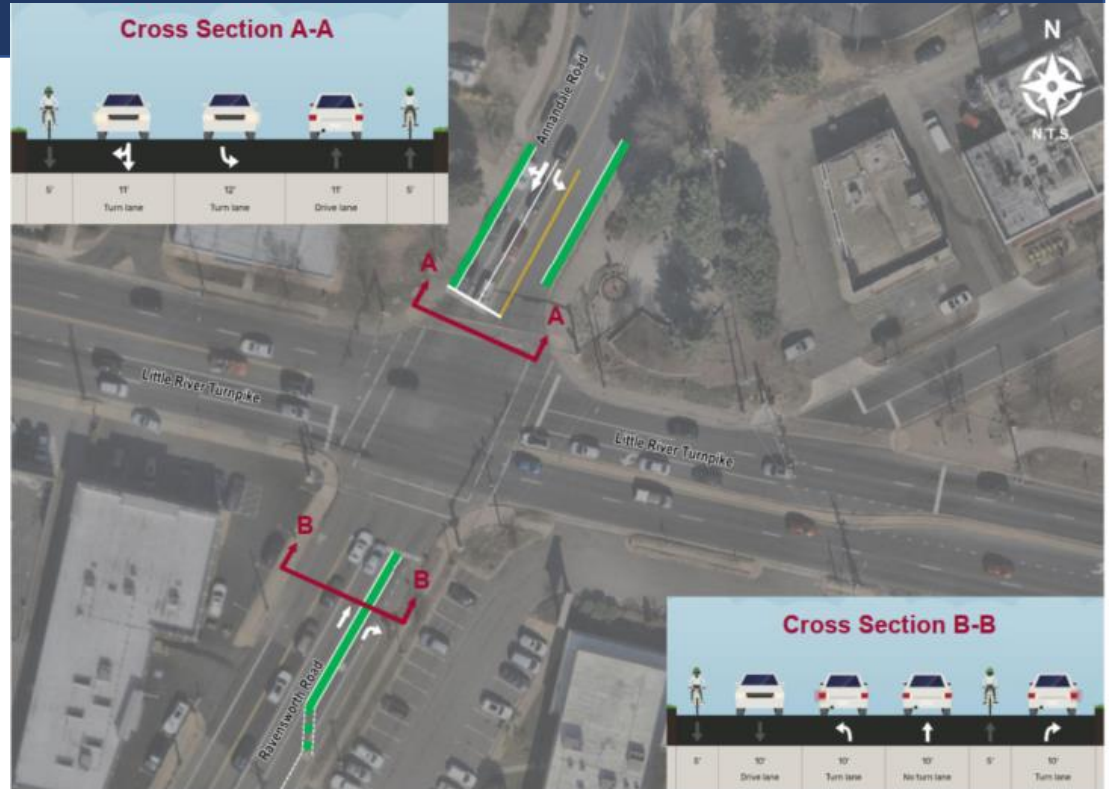 Cross Section A-A
5' 11' 12' 11' 5'
Turn lane Turn lane Drive lane
N
N.T.S.
Annandale Road
A
A
Little River Turnpike
Little River Turnpike
B
B
Ravensworth Road
Cross Section B-B
5' 10' 10' 10' 5' 10'
Drive lane Turn lane No turn lane Turn lane